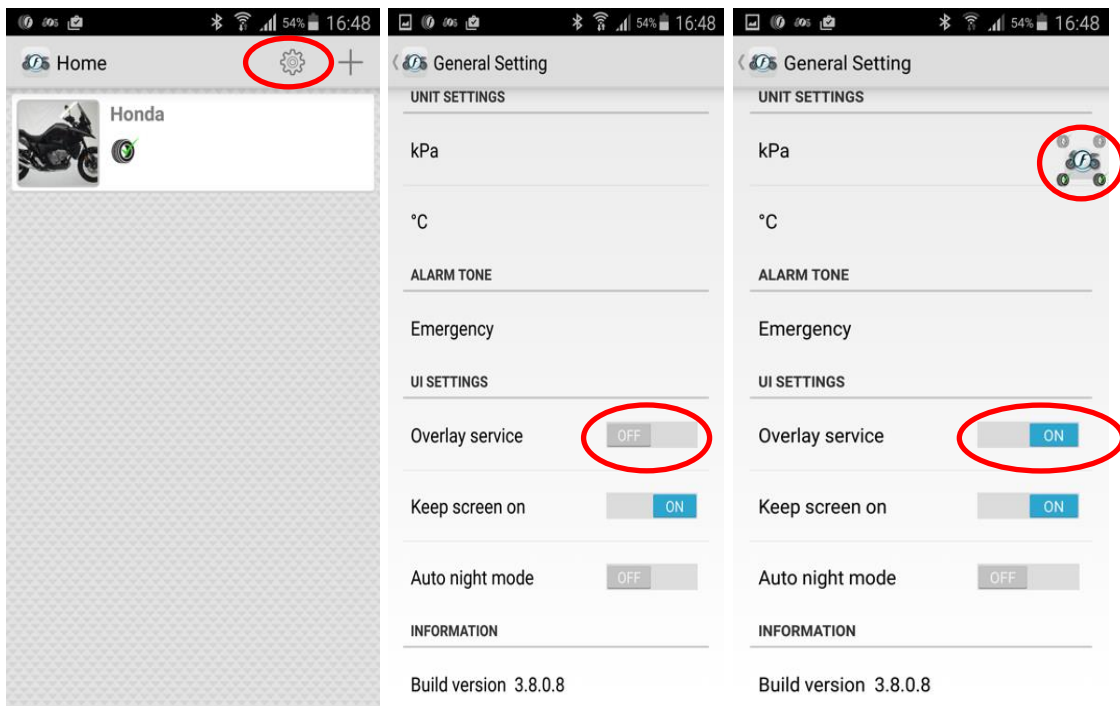 54% 16:48
Home
Honda
54% 16:48
General Setting
UNIT SETTINGS
kPa
°C
ALARM TONE
Emergency
UI SETTINGS
Overlay service OFF
Keep screen on ON
Auto night mode OFF
INFORMATION
Build version 3.8.0.8
54% 16:48
General Setting
UNIT SETTINGS
kPa
°C
ALARM TONE
Emergency
UI SETTINGS
Overlay service ON
Keep screen on ON
Auto night mode OFF
INFORMATION
Build version 3.8.0.8